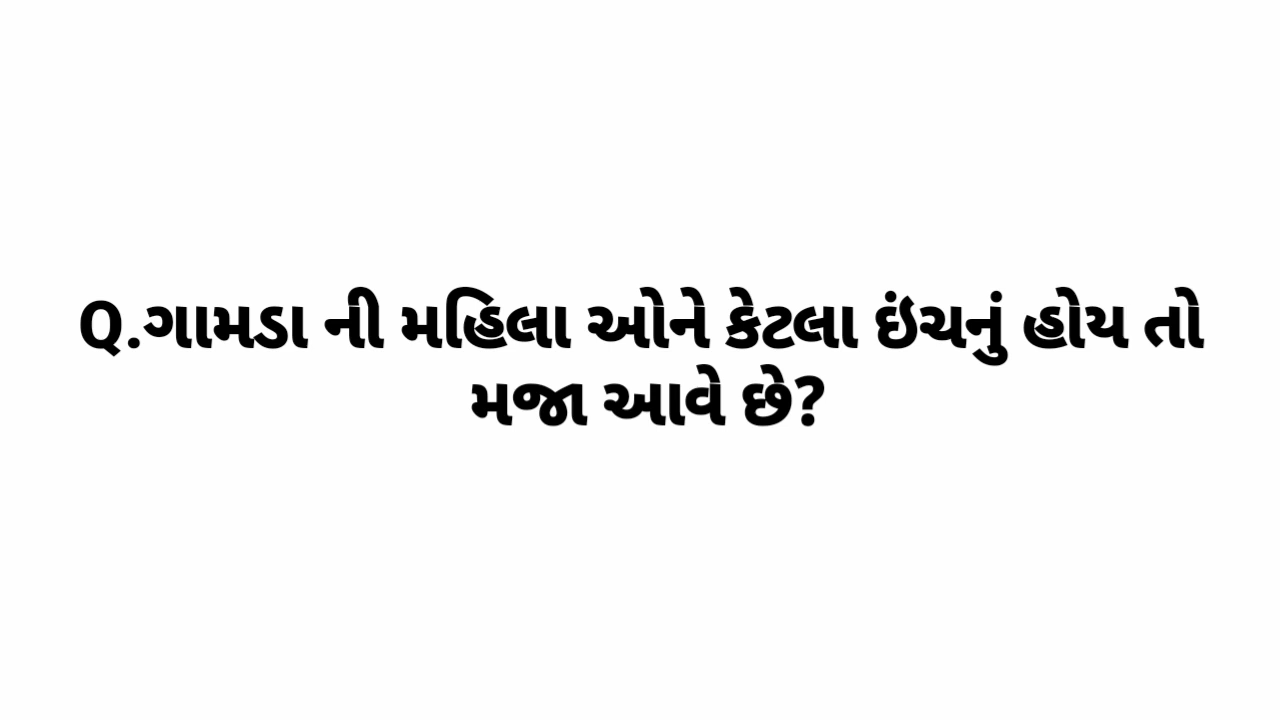 Q.ગામડા ની મહિલા ઓને કેટલા ઇંચનું હોય તો
મજા આવે છે?